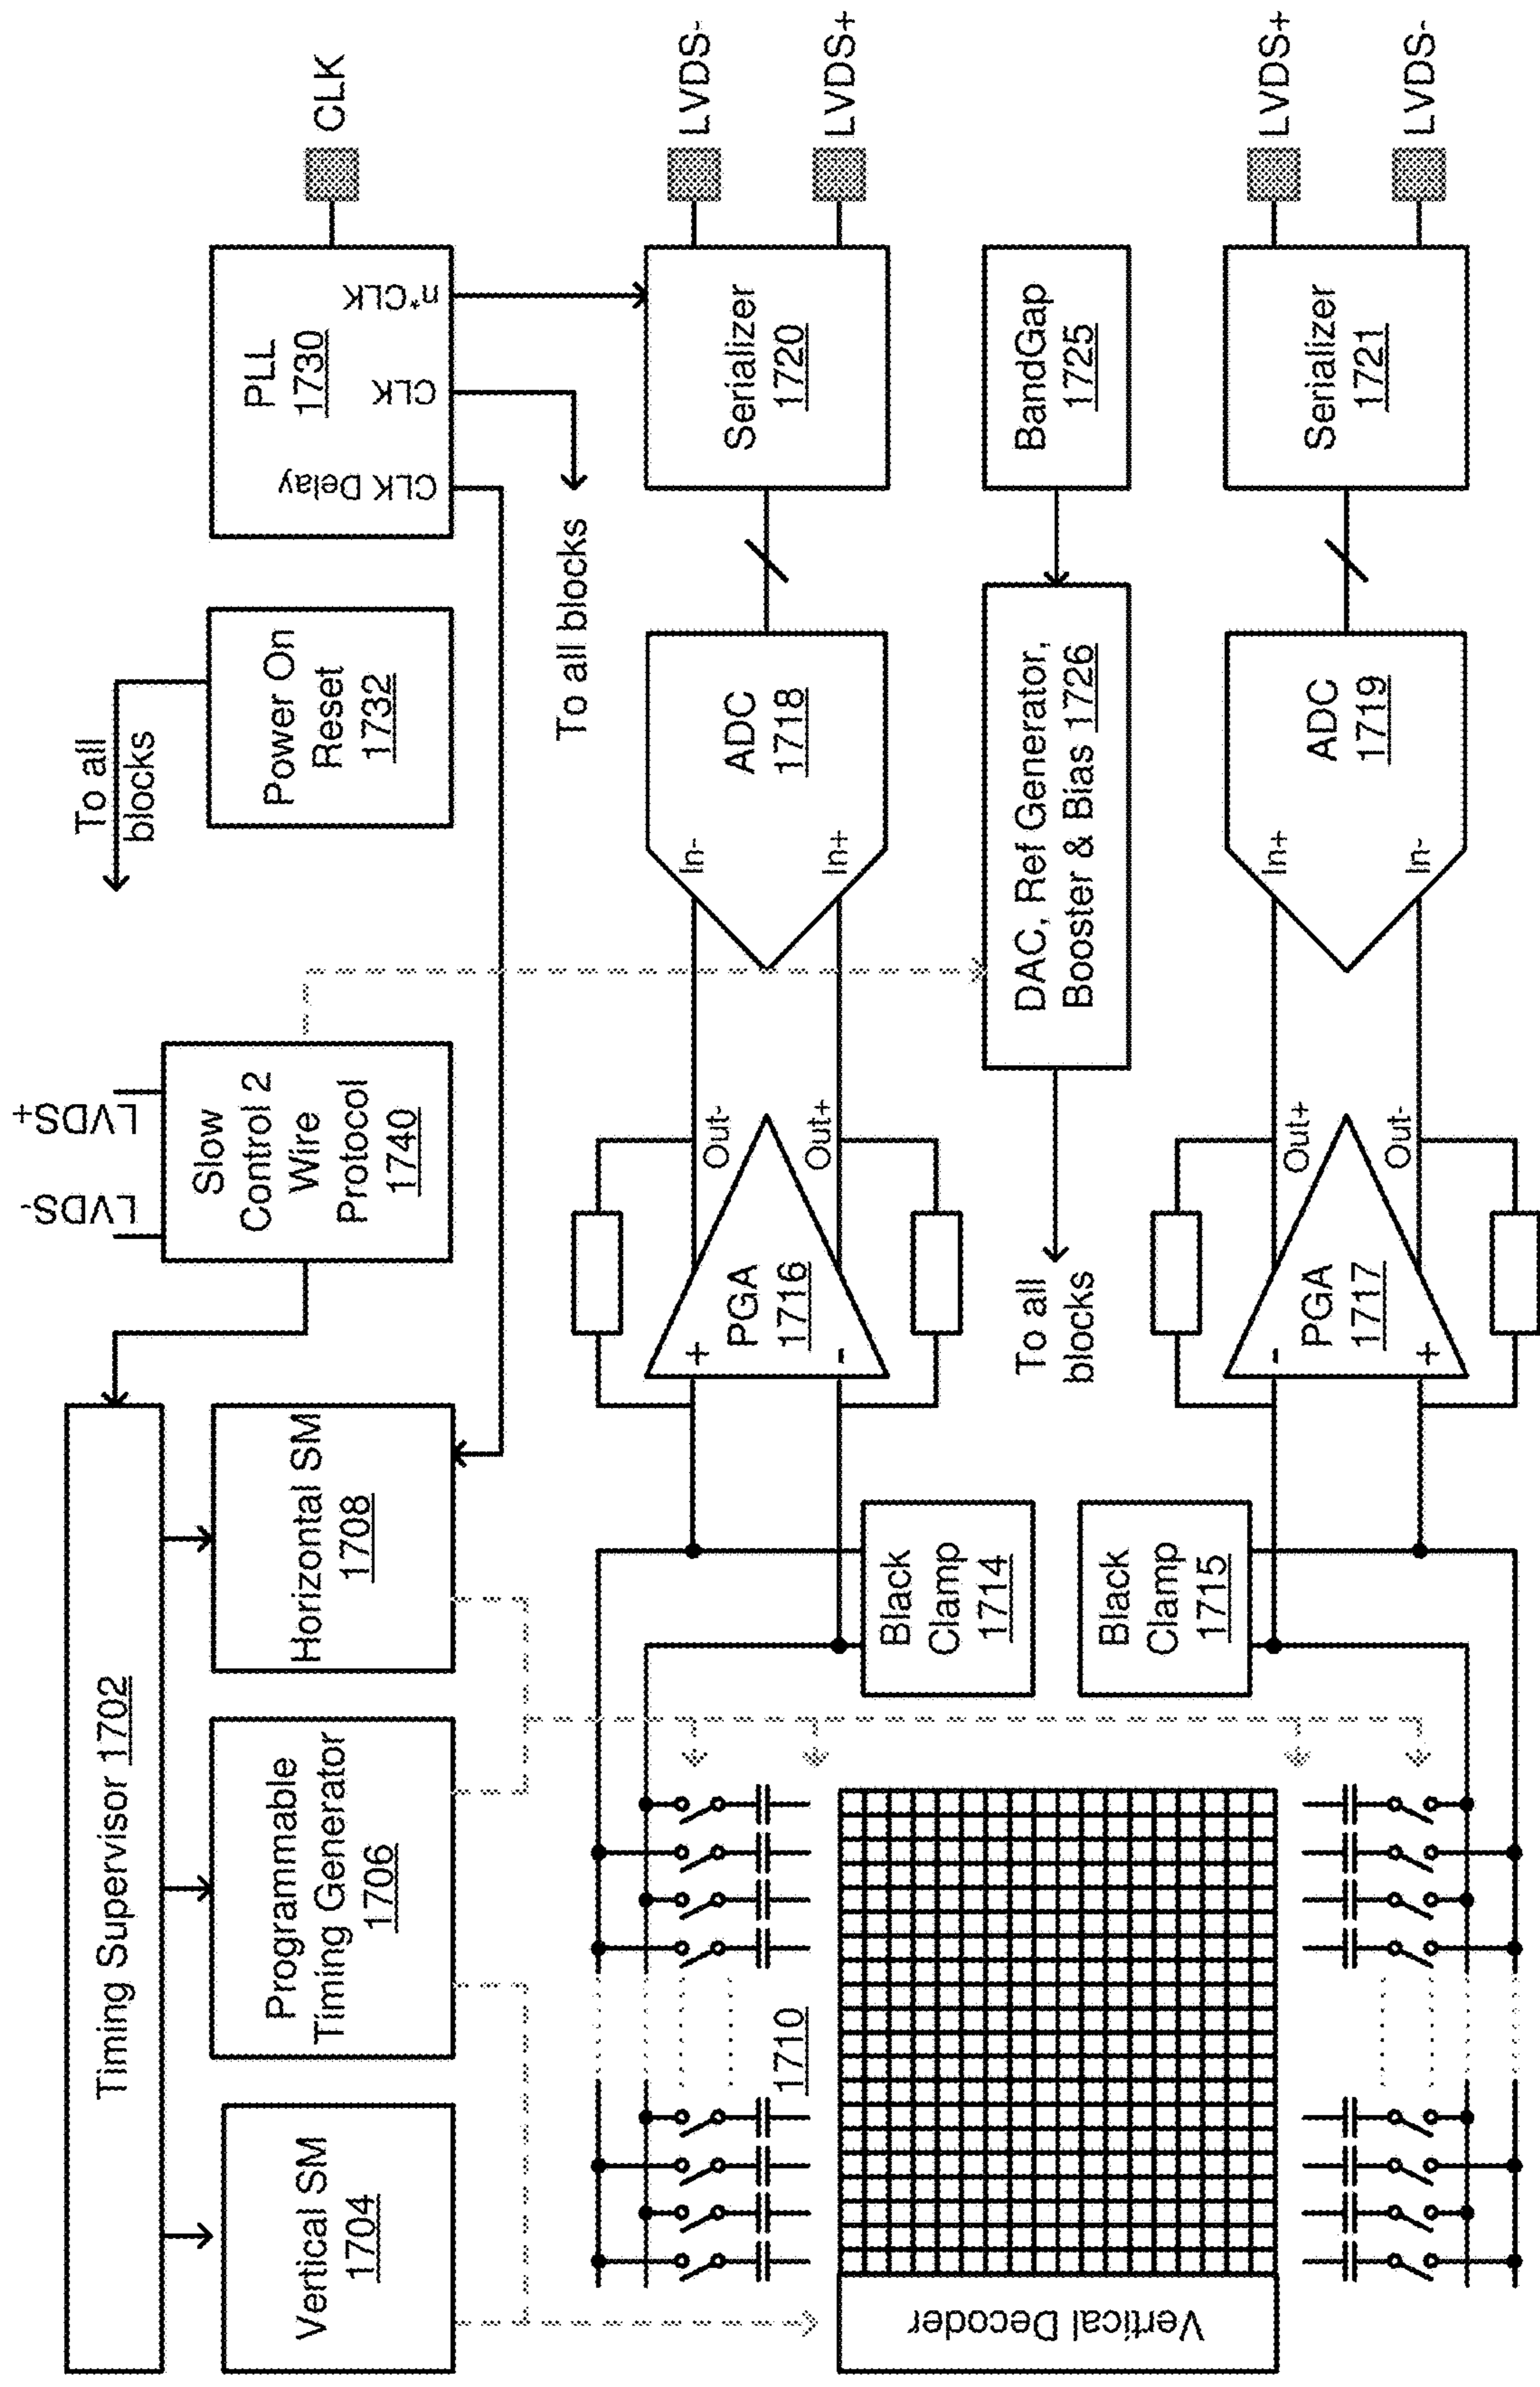 Timing Supervisor 1702
Vertical SM
1704
Programmable
Timing Generator
1706
Horizontal SM
1708
LVDS-
LVDS+
Slow
Control 2
Wire
Protocol
1740
To all
blocks
Power On
Reset
1732
PLL
1730
CLK Delay
CLK
n*CLK
CLK
To all blocks
1710
Vertical Decoder
Black
Clamp
1714
Black
Clamp
1715
+
-
PGA
1716
Out-
Out+
In-
In+
ADC
1718
Serializer
1720
LVDS-
LVDS+
To all
blocks
DAC, Ref Generator,
Booster & Bias 1726
BandGap
1725
-
+
PGA
1717
Out+
Out-
In+
In-
ADC
1719
Serializer
1721
LVDS+
LVDS-